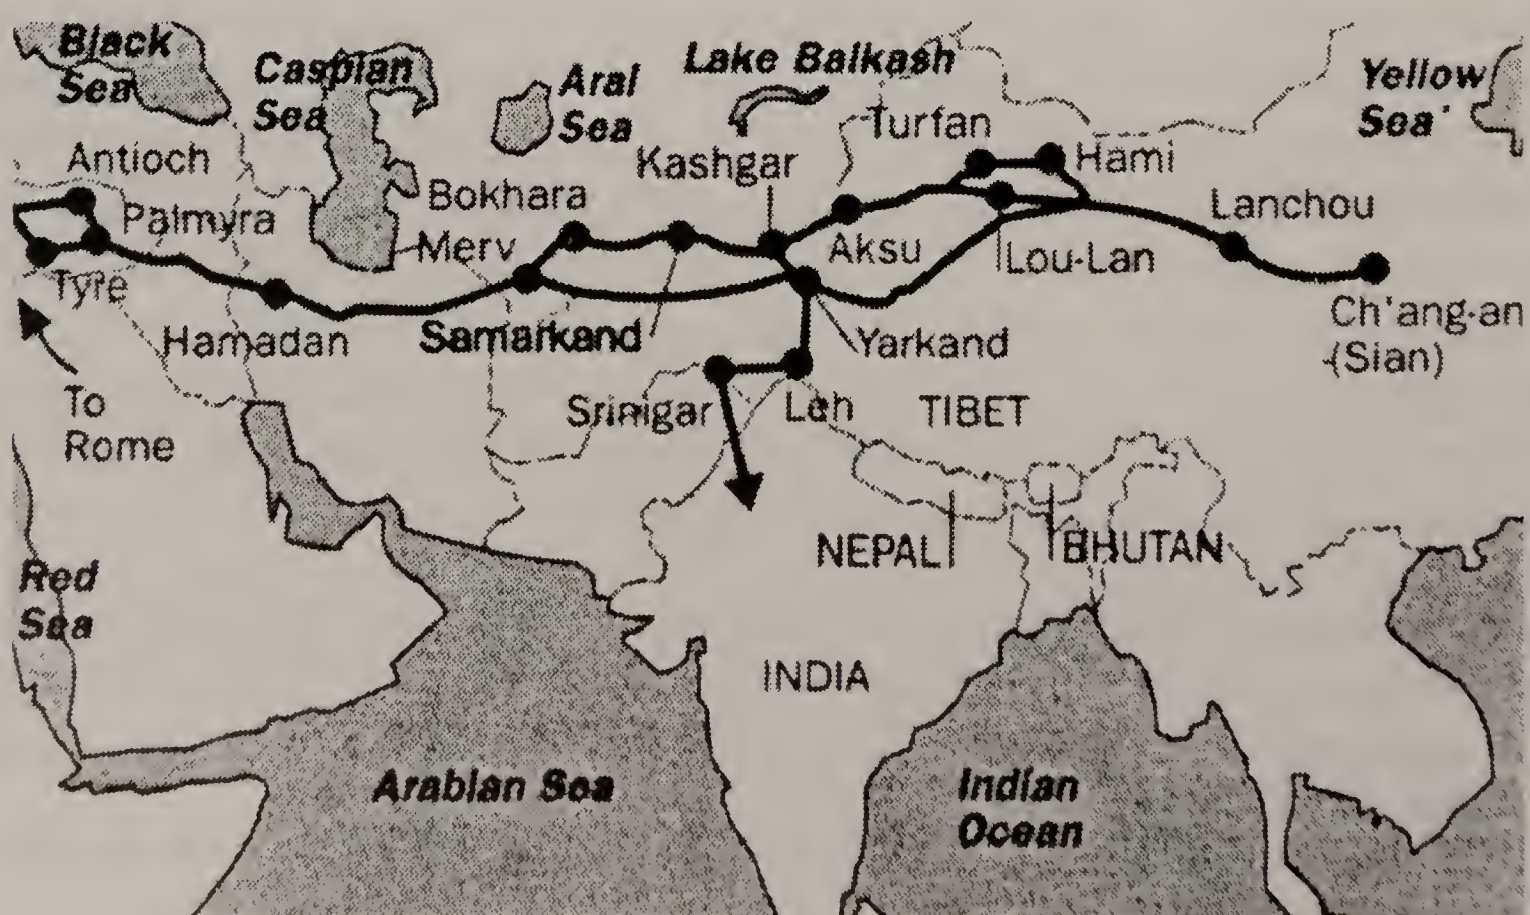 Black
Sea
Caspian
Sea
Aral
Sea
Lake Balkash
Yellow
Sea
Turfan
Antioch
Kashgar
Hami
Bokhara
Palmyra
Lanchou
Merv
Aksu
Lou-Lan
Tyre
Ch'ang-an
(Sian)
Hamadan
Samarkand
Yarkand
To
Rome
Srinigar
Leh
TIBET
NEPAL
BHUTAN
Red
Sea
INDIA
Arabian Sea
Indian
Ocean